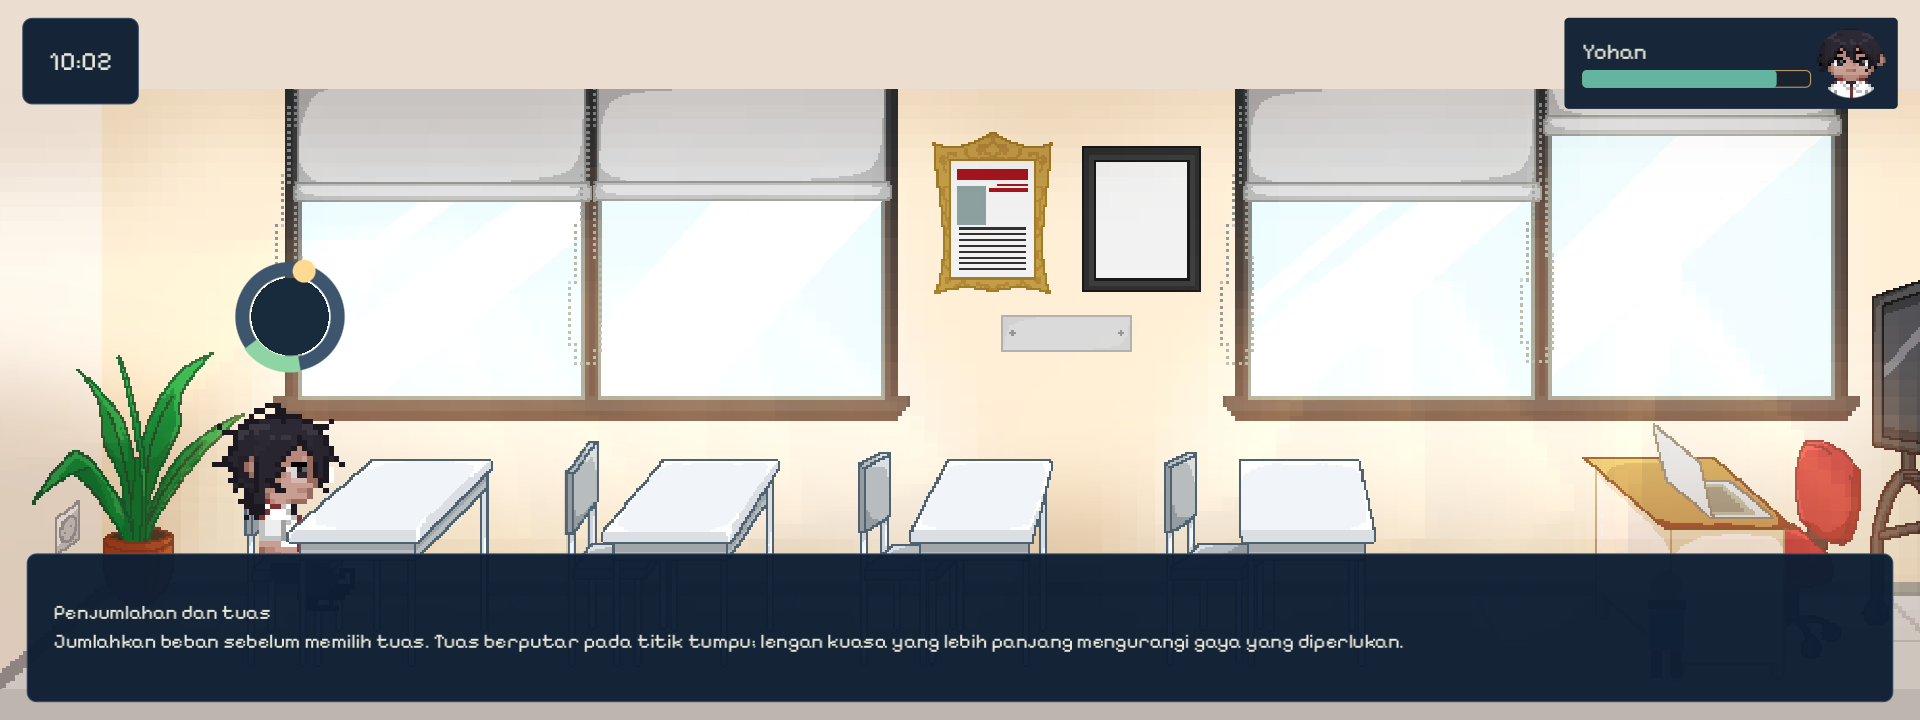 10:02
Yohan
Penjumlahan dan tuas
Jumlahkan beban sebelum memilih tuas. Tuas berputar pada titik tumpu; lengan kuasa yang lebih panjang mengurangi gaya yang diperlukan.